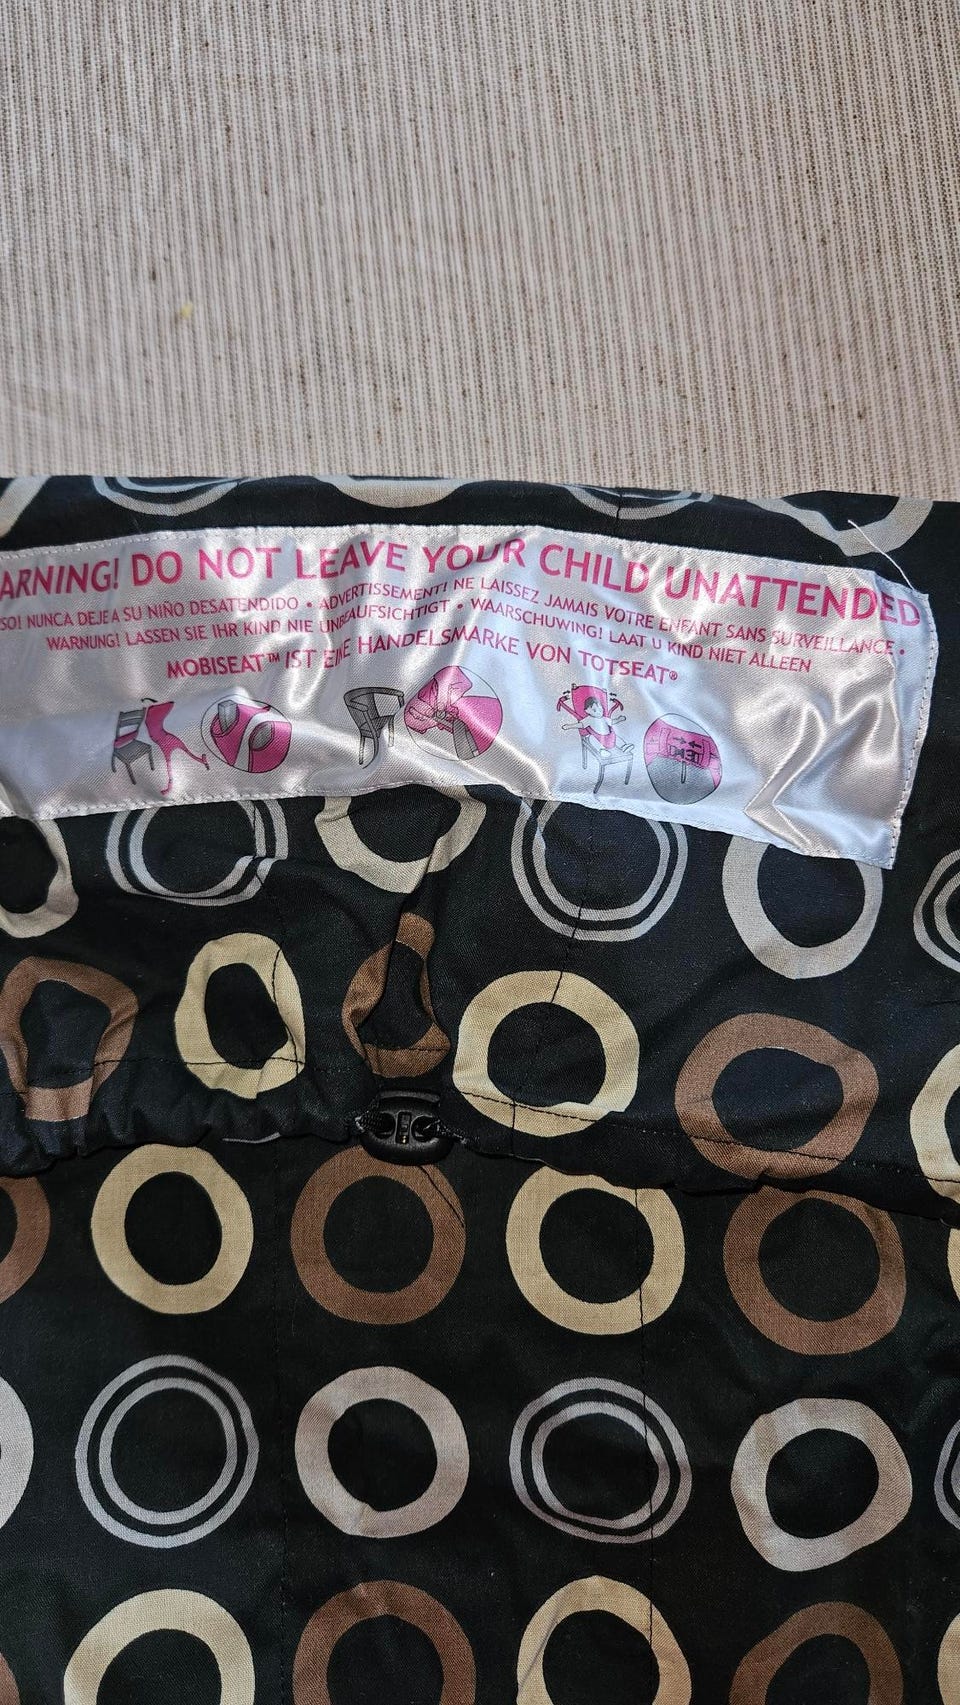 ARNING! DO NOT LEAVE YOUR CHILD UNATTENDED
SO! NUNCA DEJE A SU NIÑO DESATENDIDO • ADVERTISSEMENT! NE LAISSEZ JAMAIS VOTRE ENFANT SANS SURVEILLANCE •
WARNUNG! LASSEN SIE IHR KIND NIE UNBEAUFSICHTIGT • WAARSCHUWING! LAAT U KIND NIET ALLEEN
MOBISEAT™ IST EINE HANDELSMARKE VON TOTSEAT®